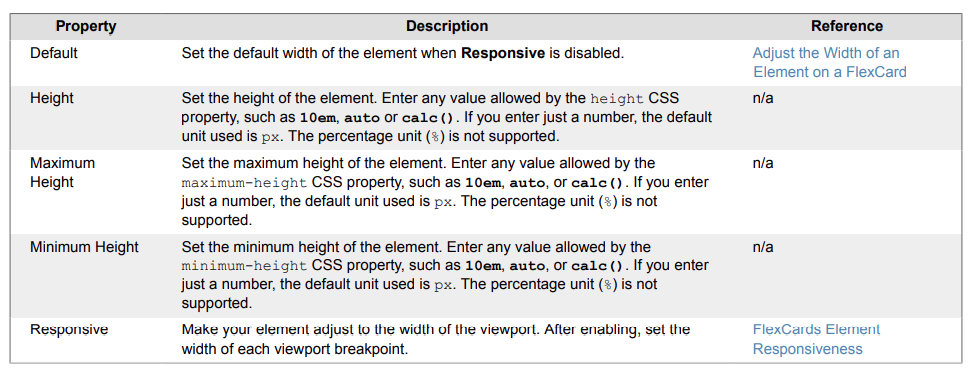 Property Description Reference
Default Set the default width of the element when Responsive is disabled. Adjust the Width of an
Element on a FlexCard
Height Set the height of the element. Enter any value allowed by the height CSS n/a
property, such as 10em, auto or calc(). If you enter just a number, the default
unit used is px. The percentage unit (%) is not supported.
Maximum Set the maximum height of the element. Enter any value allowed by the n/a
Height maximum-height CSS property, such as 10em, auto, or calc(). If you enter
just a number, the default unit used is px. The percentage unit (%) is not
supported.
Minimum Height Set the minimum height of the element. Enter any value allowed by the n/a
minimum-height CSS property, such as 10em, auto, or calc(). If you enter
just a number, the default unit used is px. The percentage unit (%) is not
supported.
Responsive Make your element adjust to the width of the viewport. After enabling, set the FlexCards Element
width of each viewport breakpoint. Responsiveness